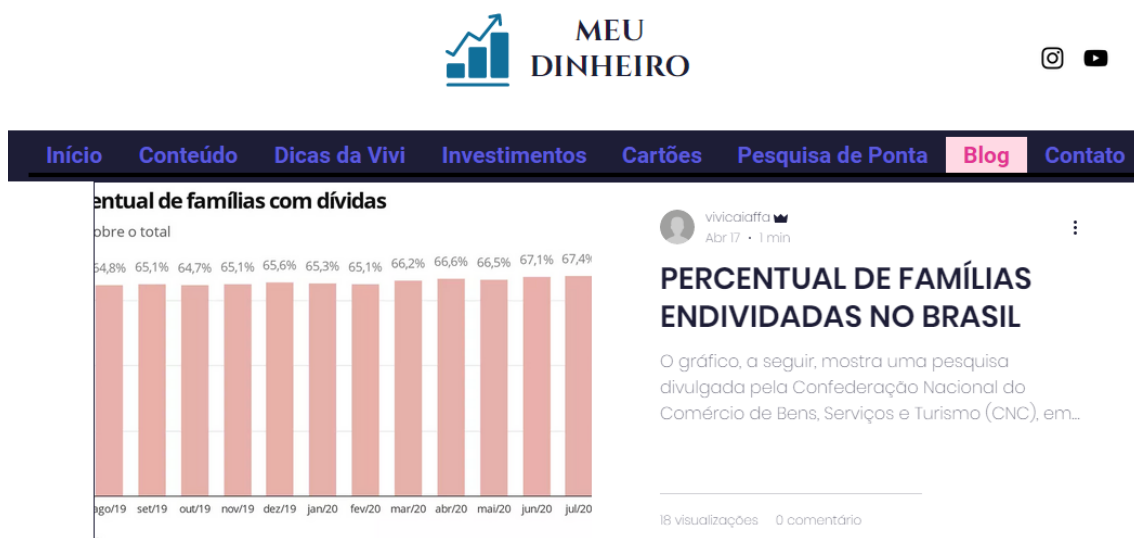 MEU
DINHEIRO
Início Conteúdo Dicas da Vivi Investimentos Cartões Pesquisa de Ponta Blog Contato
entual de famílias com dívidas
obre o total
64,8% 65,1% 64,7% 65,1% 65,6% 65,3% 65,1% 66,2% 66,6% 66,5% 67,1% 67,4%
ago/19 set/19 out/19 nov/19 dez/19 jan/20 fev/20 mar/20 abr/20 mai/20 jun/20 jul/20
vivicaiaffa
Abr 17 • 1 min
PERCENTUAL DE FAMÍLIAS
ENDIVIDADAS NO BRASIL
O gráfico, a seguir, mostra uma pesquisa
divulgada pela Confederação Nacional do
Comércio de Bens, Serviços e Turismo (CNC), em...
18 visualizações 0 comentário